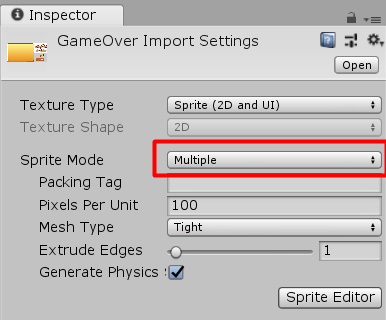 Inspector
GameOver Import Settings
Open
Texture Type Sprite (2D and UI)
Texture Shape 2D
Sprite Mode Multiple
Packing Tag
Pixels Per Unit 100
Mesh Type Tight
Extrude Edges 1
Generate Physics
Sprite Editor